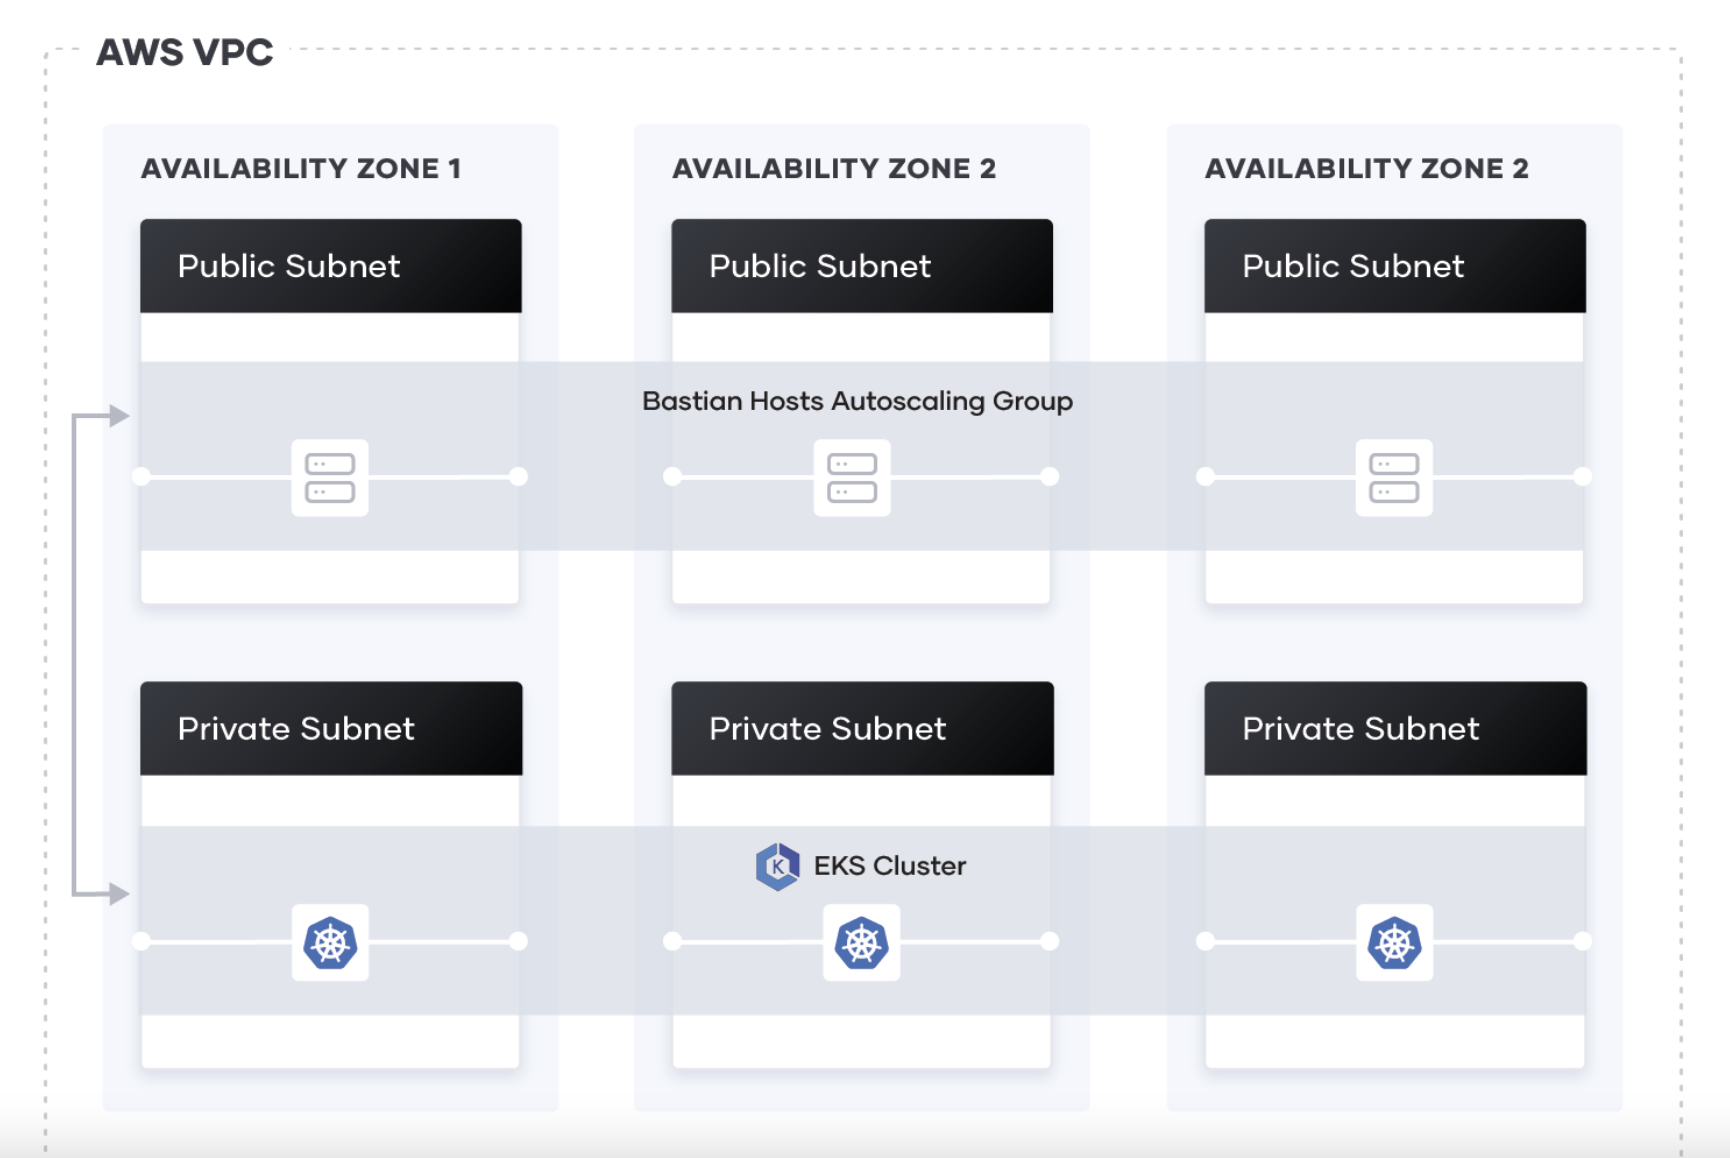 AWS VPC
AVAILABILITY ZONE 1
AVAILABILITY ZONE 2
AVAILABILITY ZONE 2
Public Subnet
Public Subnet
Public Subnet
Bastian Hosts Autoscaling Group
Private Subnet
Private Subnet
Private Subnet
K
EKS Cluster